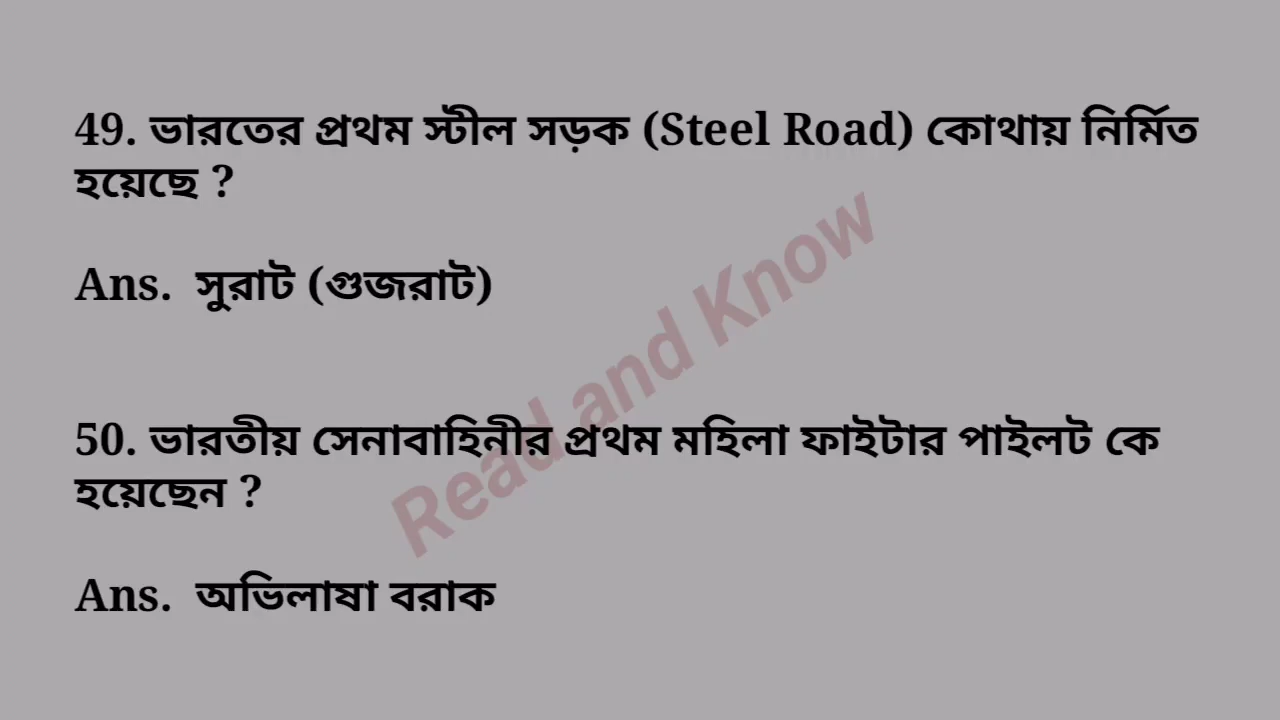 49. ভারতের প্রথম স্টীল সড়ক (Steel Road) কোথায় নির্মিত
হয়েছে ?
Ans. সুরাট (গুজরাট)
50. ভারতীয় সেনাবাহিনীর প্রথম মহিলা ফাইটার পাইলট কে
হয়েছেন ?
Ans. অভিলাষা বরাক
Read and Know